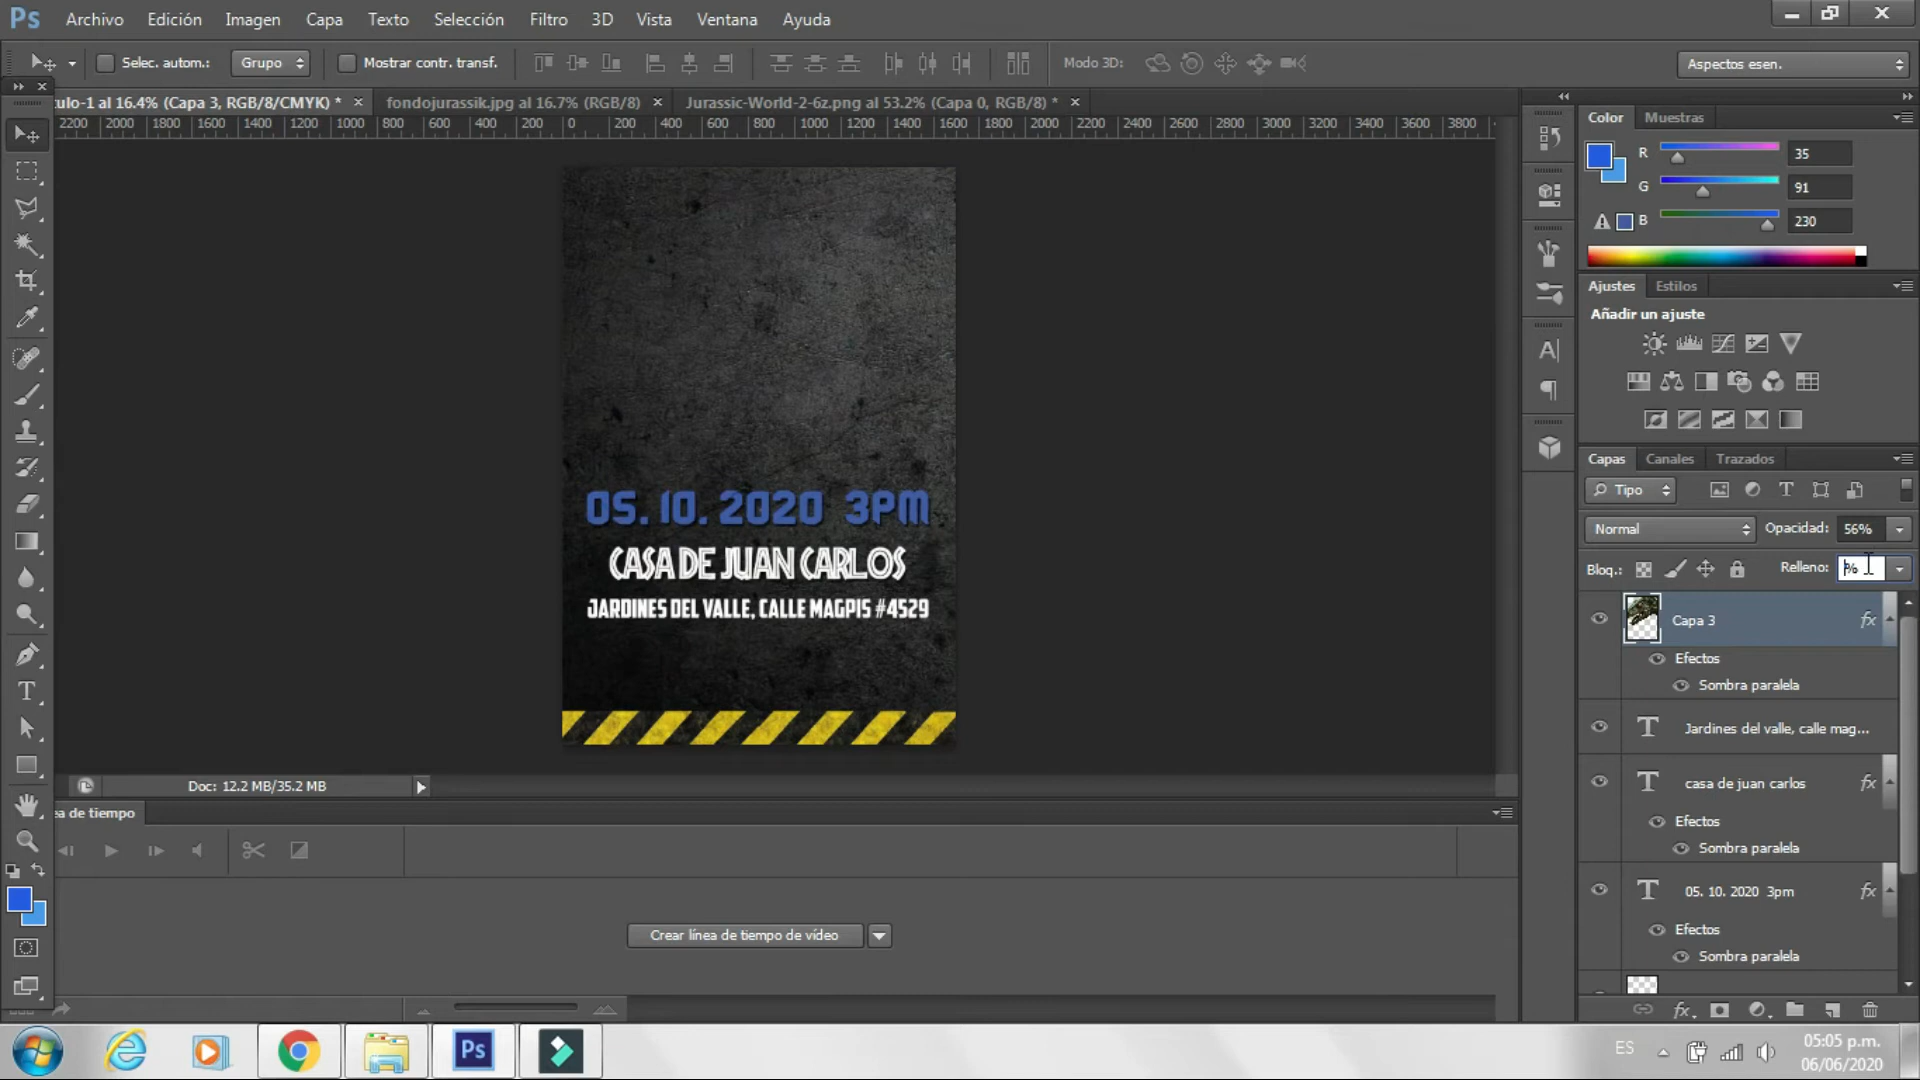 Ps Archivo Edición Imagen Capa Texto Selección Filtro 3D Vista Ventana Ayuda
Selec. autom.: Grupo Mostrar contr. transf. Modo 3D: Aspectos esen.
ulo-1 al 16.4% (Capa 3, RGB/8/CMYK) * × fondojurassik.jpg al 16.7% (RGB/8) × Jurassic-World-2-6z.png al 53.2% (Capa 0, RGB/8) * ×
2200 2000 1800 1600 1400 1200 1000 800 600 400 200 0 200 400 600 800 1000 1200 1400 1600 1800 2000 2200 2400 2600 2800 3000 3200 3400 3600 3800
Color Muestras
R 35
G 91
B 230
Ajustes Estilos
Añadir un ajuste
Capas Canales Trazados
Tipo
Normal Opacidad: 56%
Bloq.: Relleno: %
Capa 3 fx
Efectos
Sombra paralela
Jardines del valle, calle mag...
casa de juan carlos fx
Efectos
Sombra paralela
05. 10. 2020 3pm fx
Efectos
Sombra paralela
05. 10. 2020 3PM
CASA DE JUAN CARLOS
JARDINES DEL VALLE, CALLE MAGPIS #4529
Doc: 12.2 MB/35.2 MB
ea de tiempo
Crear línea de tiempo de vídeo
Ps
ES
05:05 p.m.
06/06/2020